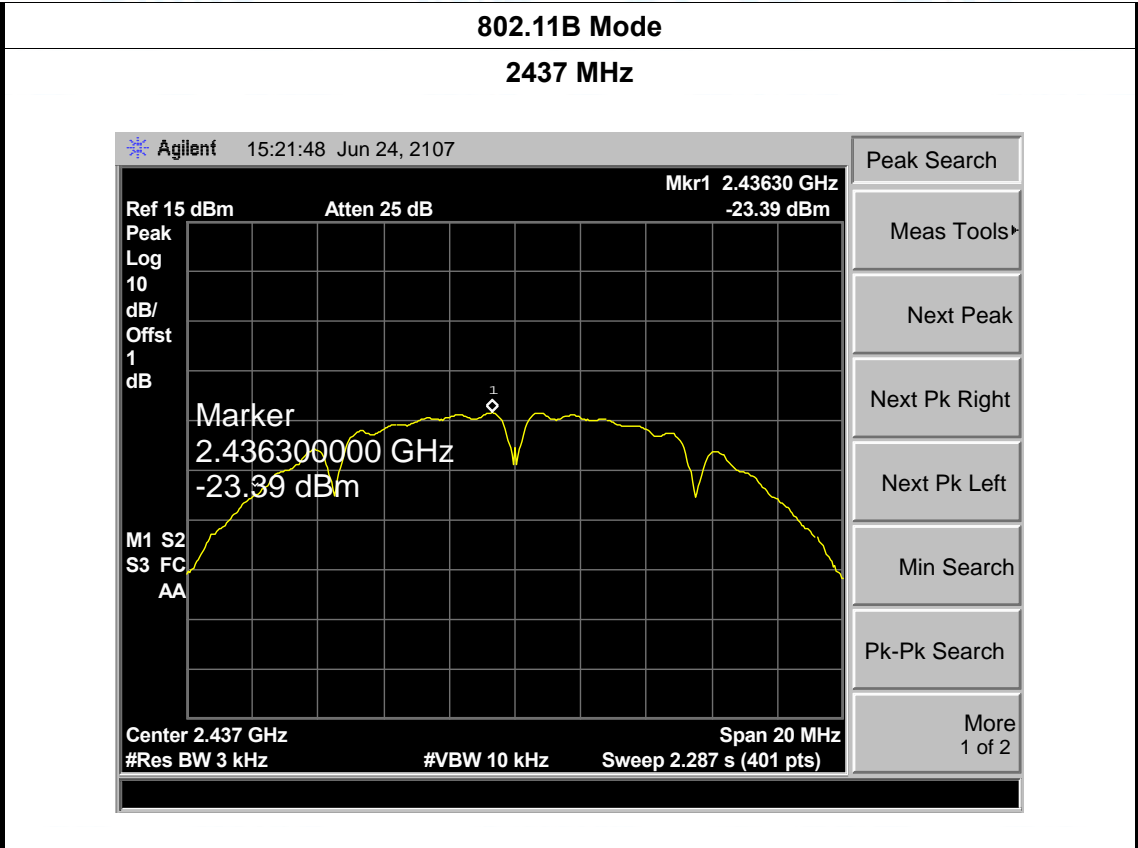 802.11B Mode
2437 MHz
Agilent 15:21:48 Jun 24, 2107
Peak Search
Mkr1 2.43630 GHz
Ref 15 dBm Atten 25 dB -23.39 dBm
Peak
Log
10
dB/
Offst
1
dB
Meas Tools
Next Peak
1
Next Pk Right
Marker
2.436300000 GHz
-23.39 dBm
Next Pk Left
M1 S2
S3 FC
AA
Min Search
Pk-Pk Search
Center 2.437 GHz Span 20 MHz
#Res BW 3 kHz #VBW 10 kHz Sweep 2.287 s (401 pts)
More
1 of 2